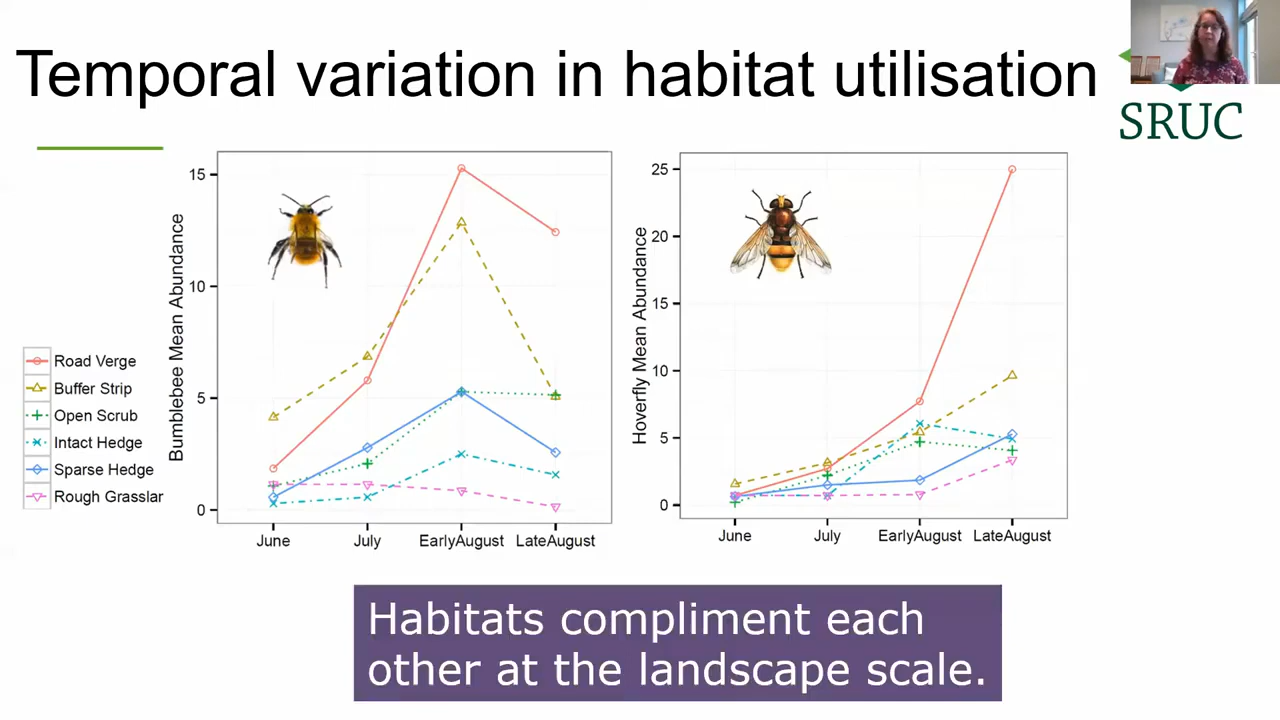 Temporal variation in habitat utilisation
SRUC
Road Verge
Buffer Strip
Open Scrub
Intact Hedge
Sparse Hedge
Rough Grasslar
Bumblebee Mean Abundance
15
10
5
0
June July EarlyAugust LateAugust
Hoverfly Mean Abundance
25
20
15
10
5
0
June July EarlyAugust LateAugust
Habitats compliment each
other at the landscape scale.